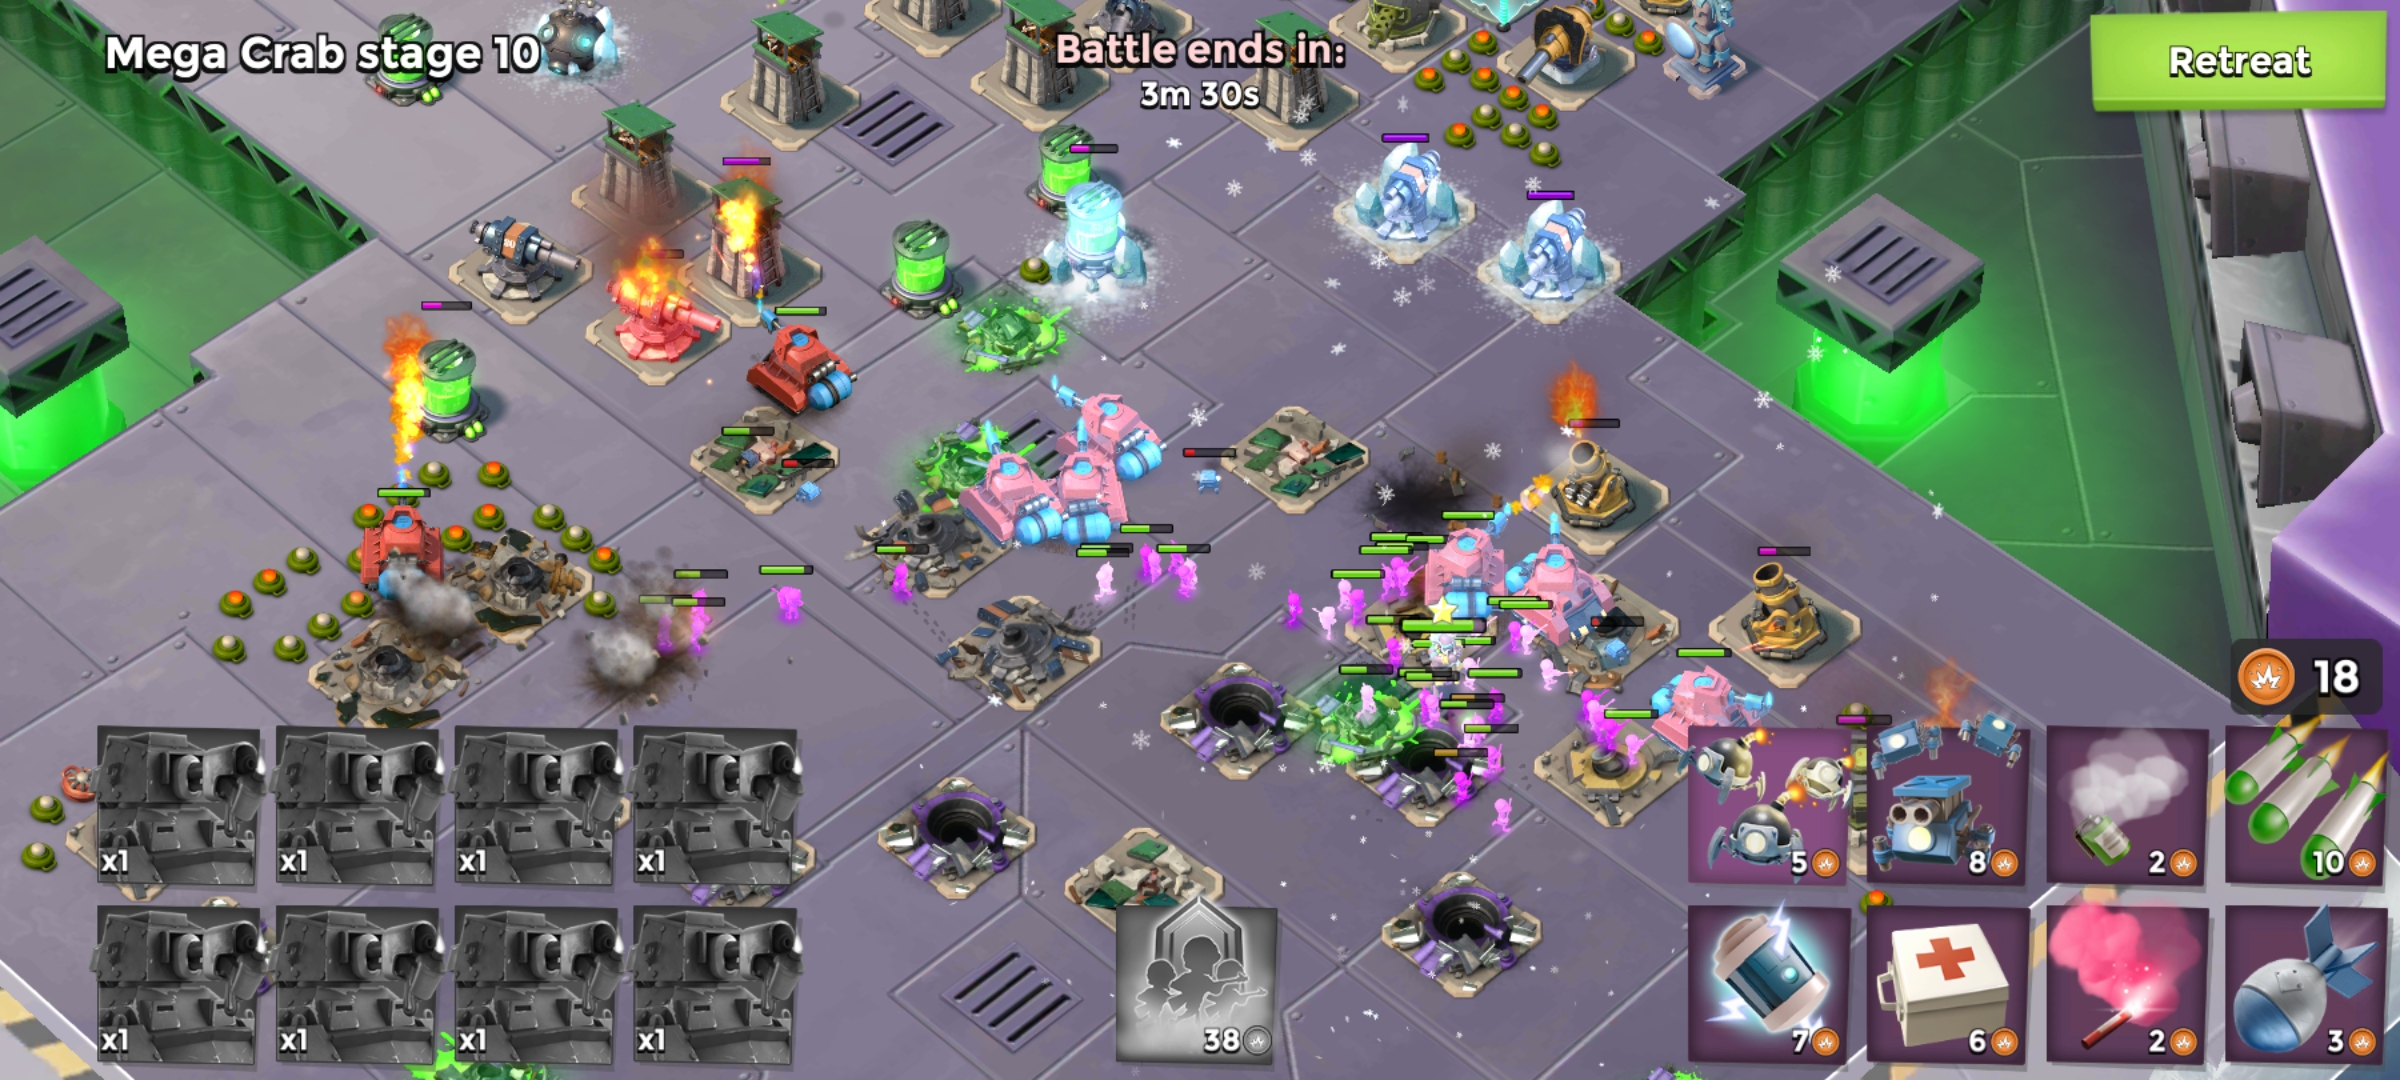 Mega Crab stage 10
Battle ends in:
3m 30s
Retreat
18
x1
x1
x1
x1
5
8
2
10
x1
x1
x1
x1
38
7
6
2
3